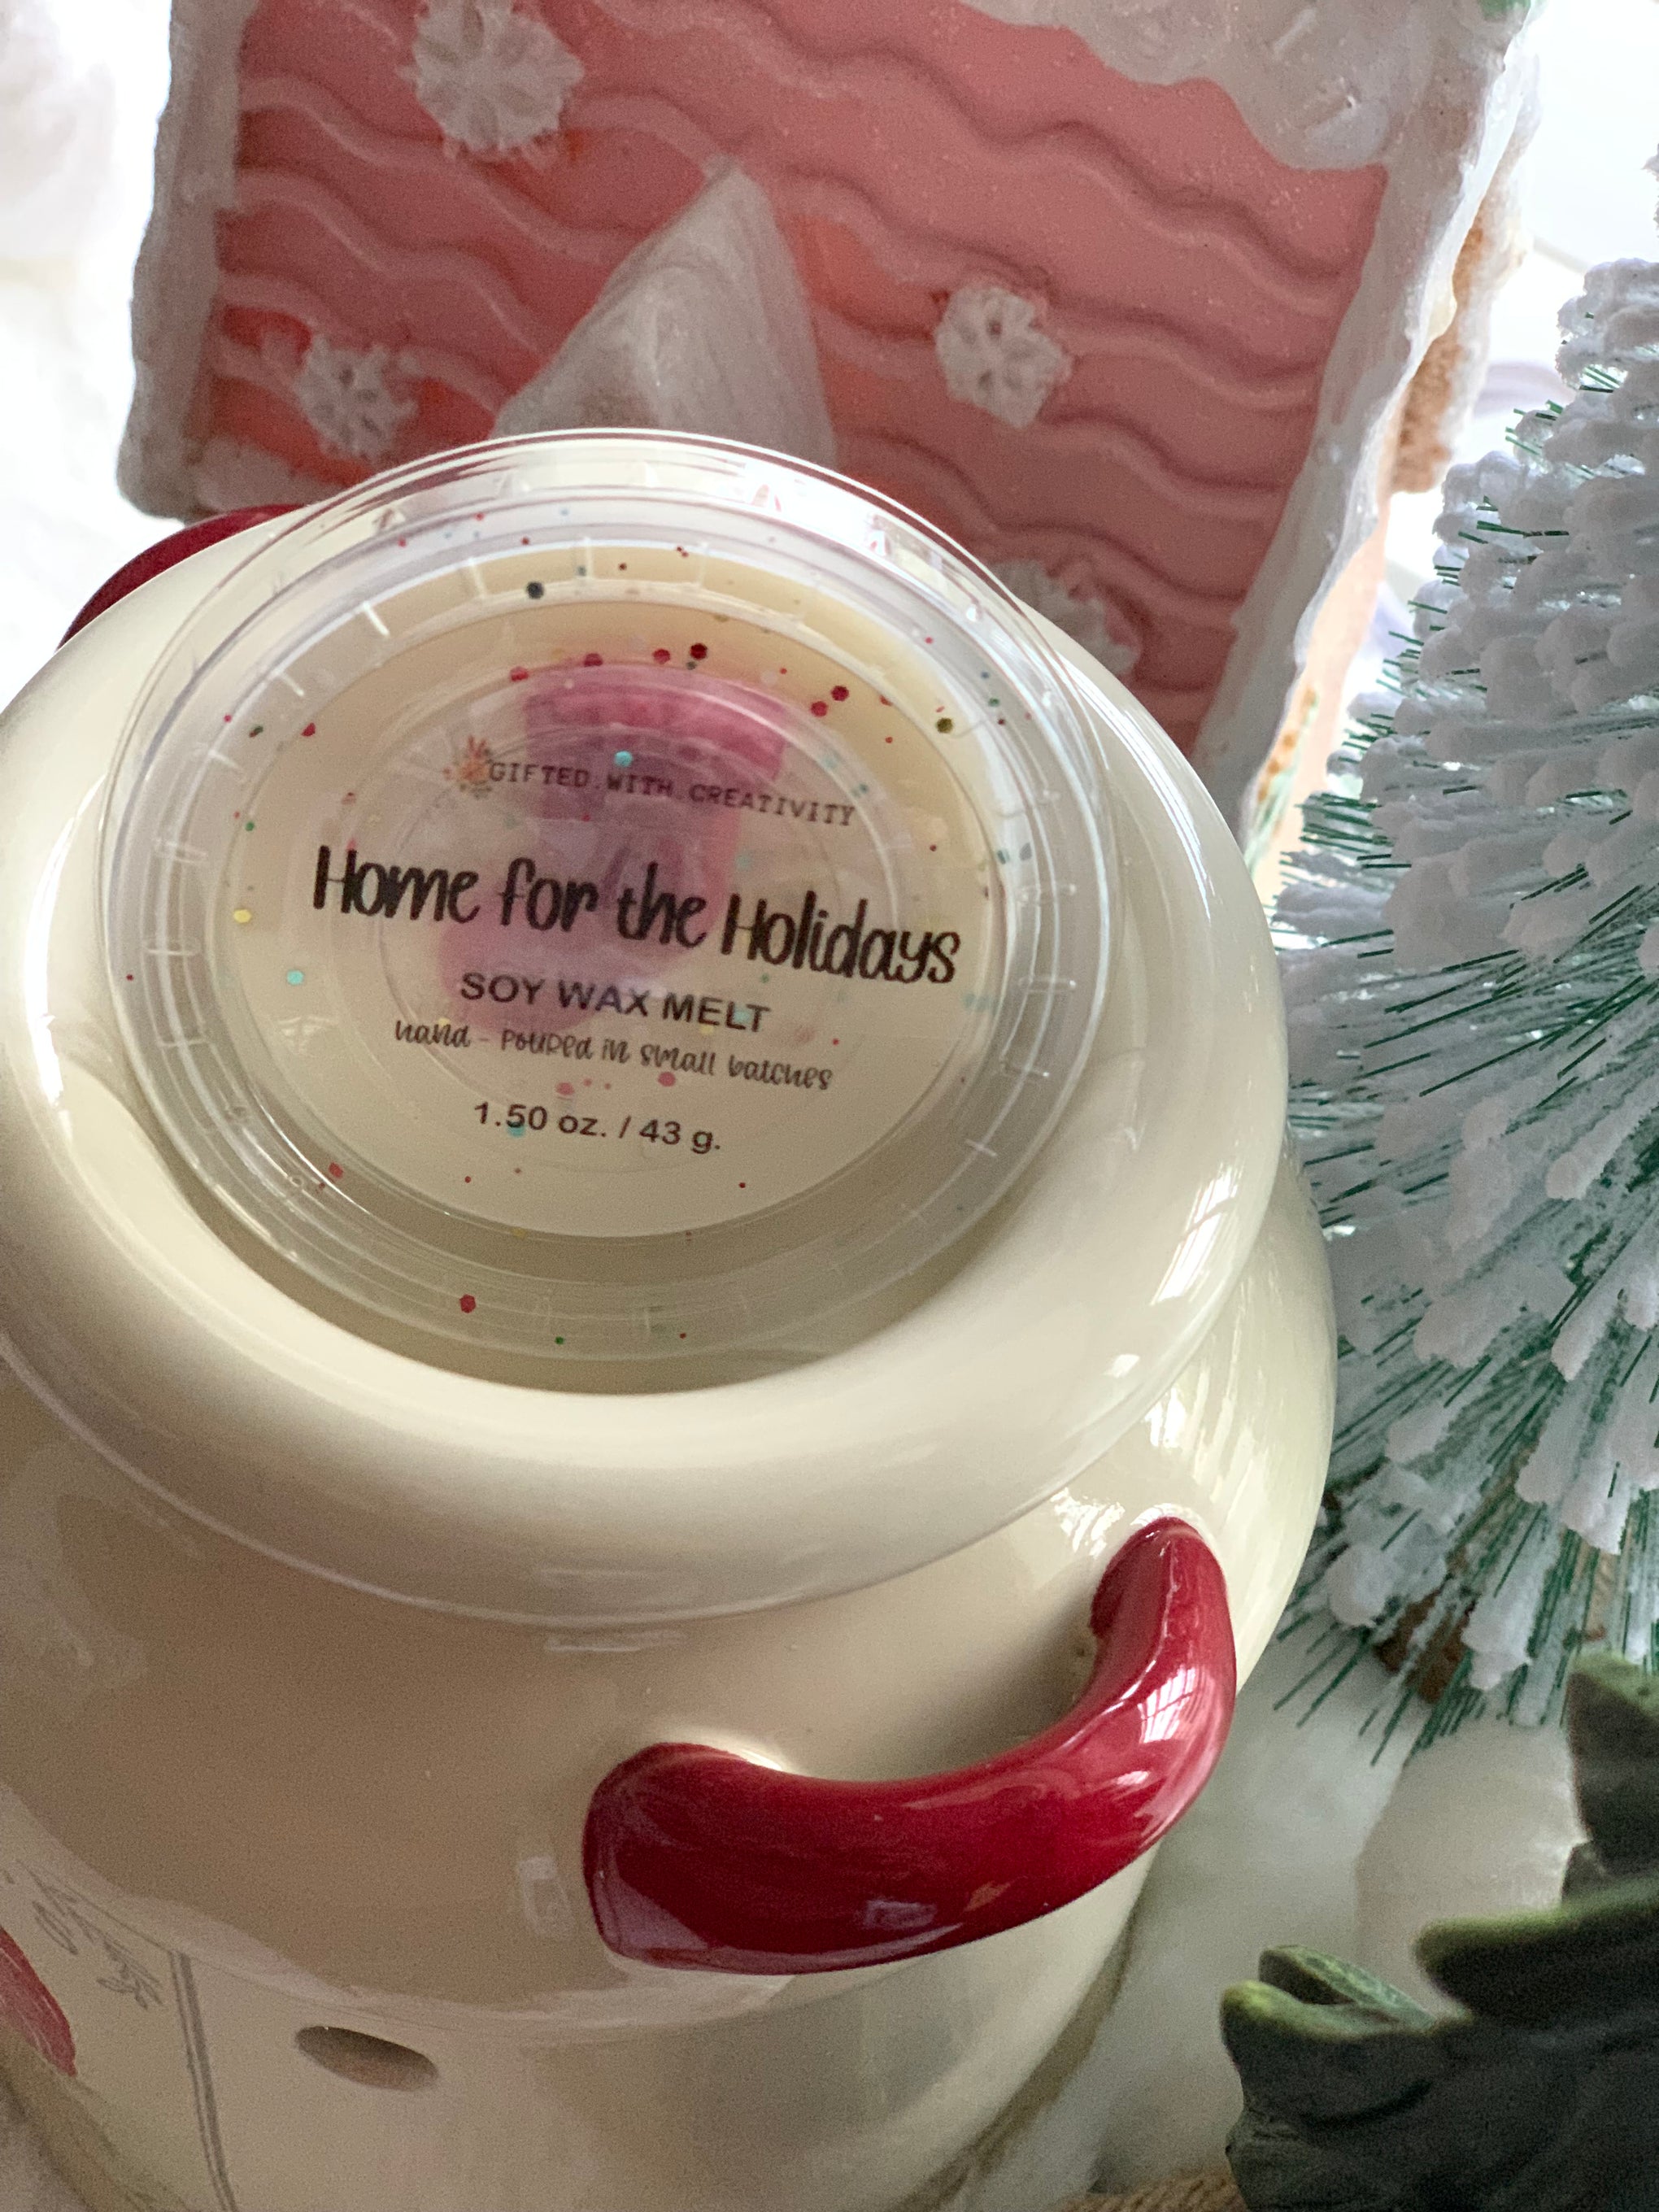 GIFTED.WITH.CREATIVITY
Home for the Holidays
SOY WAX MELT
hand - poured in small batches
1.50 oz. / 43 g.